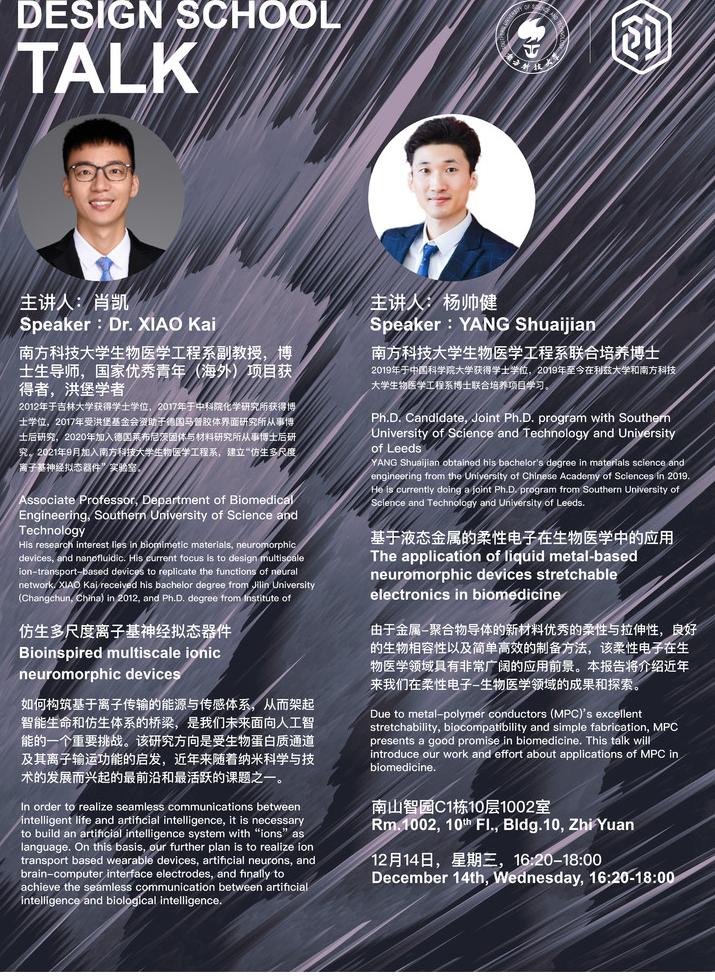 DESIGN SCHOOL
TALK
主讲人：肖凯
Speaker：Dr. XIAO Kai
南方科技大学生物医学工程系副教授，博
士生导师，国家优秀青年（海外）项目获
得者，洪堡学者
2012年于吉林大学获得学士学位，2017年于中科院化学研究所获得博
士学位，2017年受洪堡基金会资助于德国马普胶体界面研究所从事博
士后研究，2020年加入德国莱布尼茨固体与材料研究所从事博士后研
究。2021年9月加入南方科技大学生物医学工程系，建立“仿生多尺度
离子基神经拟态器件”实验室。
Associate Professor, Department of Biomedical
Engineering, Southern University of Science and
Technology
His research interest lies in biomimetic materials, neuromorphic
devices, and nanofluidic. His current focus is to design multiscale
ion-transport-based devices to replicate the functions of neural
network. XIAO Kai received his bachelor degree from Jilin University
(Changchun, China) in 2012, and Ph.D. degree from Institute of
仿生多尺度离子基神经拟态器件
Bioinspired multiscale ionic
neuromorphic devices
如何构筑基于离子传输的能源与传感体系，从而架起
智能生命和仿生体系的桥梁，是我们未来面向人工智
能的一个重要挑战。该研究方向是受生物蛋白质通道
及其离子输运功能的启发，近年来随着纳米科学与技
术的发展而兴起的最前沿和最活跃的课题之一。
In order to realize seamless communications between
intelligent life and artificial intelligence, it is necessary
to build an artificial intelligence system with “ions” as
language. On this basis, our further plan is to realize ion
transport based wearable devices, artificial neurons, and
brain-computer interface electrodes, and finally to
achieve the seamless communication between artificial
intelligence and biological intelligence.
主讲人：杨帅健
Speaker：YANG Shuaijian
南方科技大学生物医学工程系联合培养博士
2019年于中国科学院大学获得学士学位，2019年至今在利兹大学和南方科技
大学生物医学工程系博士联合培养项目学习。
Ph.D. Candidate, Joint Ph.D. program with Southern
University of Science and Technology and University
of Leeds
YANG Shuaijian obtained his bachelor's degree in materials science and
engineering from the University of Chinese Academy of Sciences in 2019.
He is currently doing a joint Ph.D. program from Southern University of
Science and Technology and University of Leeds.
基于液态金属的柔性电子在生物医学中的应用
The application of liquid metal-based
neuromorphic devices stretchable
electronics in biomedicine
由于金属-聚合物导体的新材料优秀的柔性与拉伸性，良好
的生物相容性以及简单高效的制备方法，该柔性电子在生
物医学领域具有非常广阔的应用前景。本报告将介绍近年
来我们在柔性电子-生物医学领域的成果和探索。
Due to metal-polymer conductors (MPC)'s excellent
stretchability, biocompatibility and simple fabrication, MPC
presents a good promise in biomedicine. This talk will
introduce our work and effort about applications of MPC in
biomedicine.
南山智园C1栋10层1002室
Rm.1002, 10th Fl., Bldg.10, Zhi Yuan
12月14日，星期三，16:20-18:00
December 14th, Wednesday, 16:20-18:00